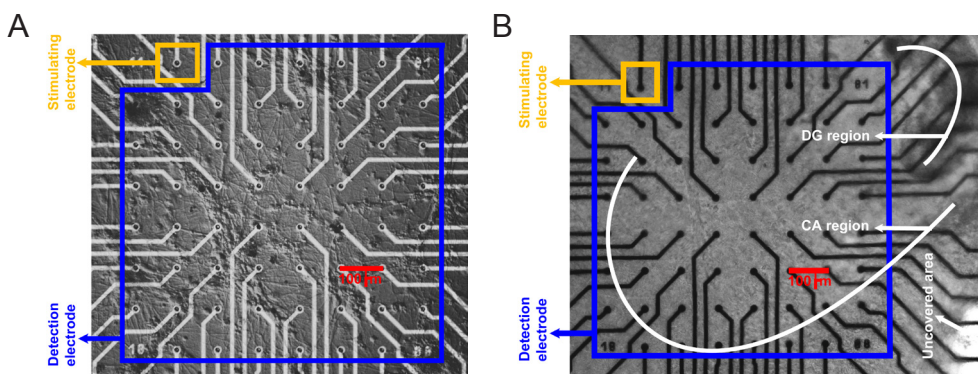 A
Stimulating
electrode
81
100 µm
Detection
electrode
18
B
Stimulating
electrode
81
DG region
CA region
100 µm
Uncovered area
Detection
electrode
18
88